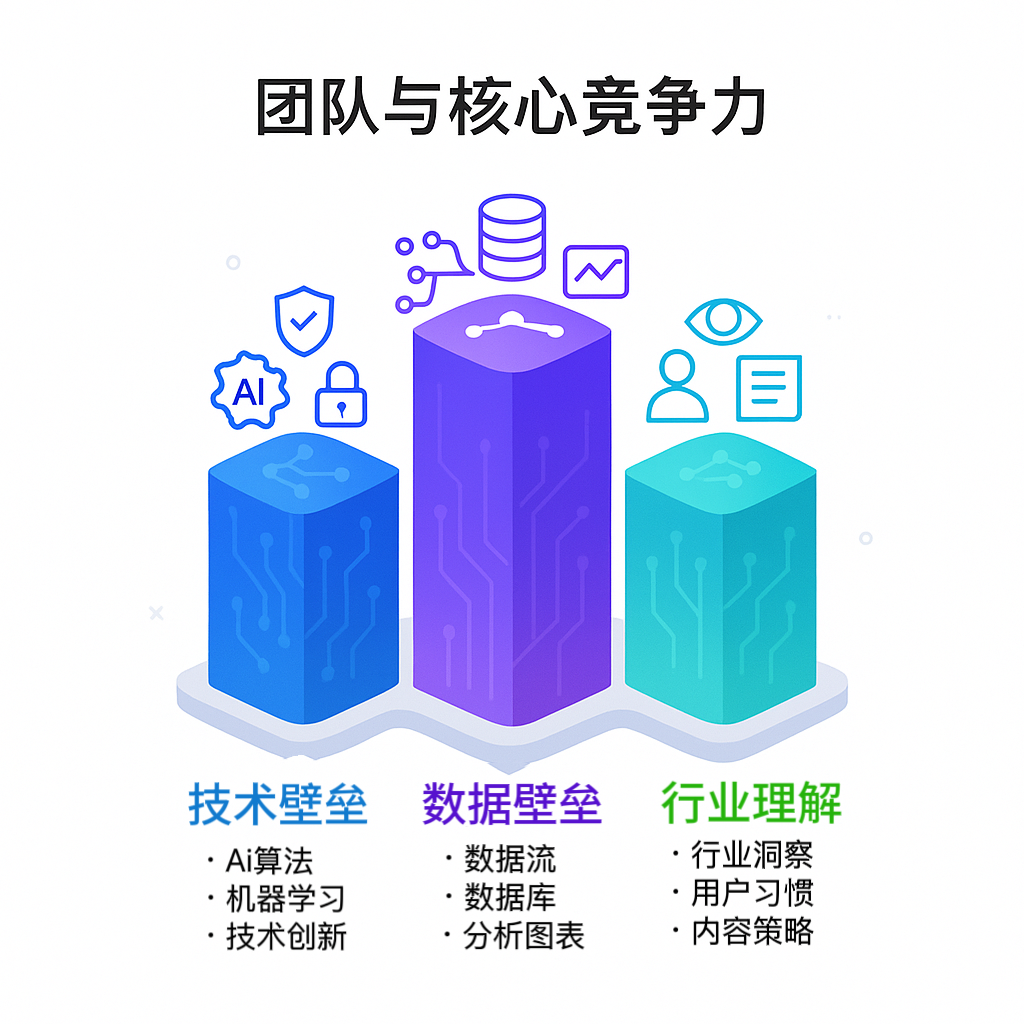 团队与核心竞争力
AI
技术壁垒
· Ai算法
· 机器学习
· 技术创新
数据壁垒
· 数据流
· 数据库
· 分析图表
行业理解
· 行业洞察
· 用户习惯
· 内容策略